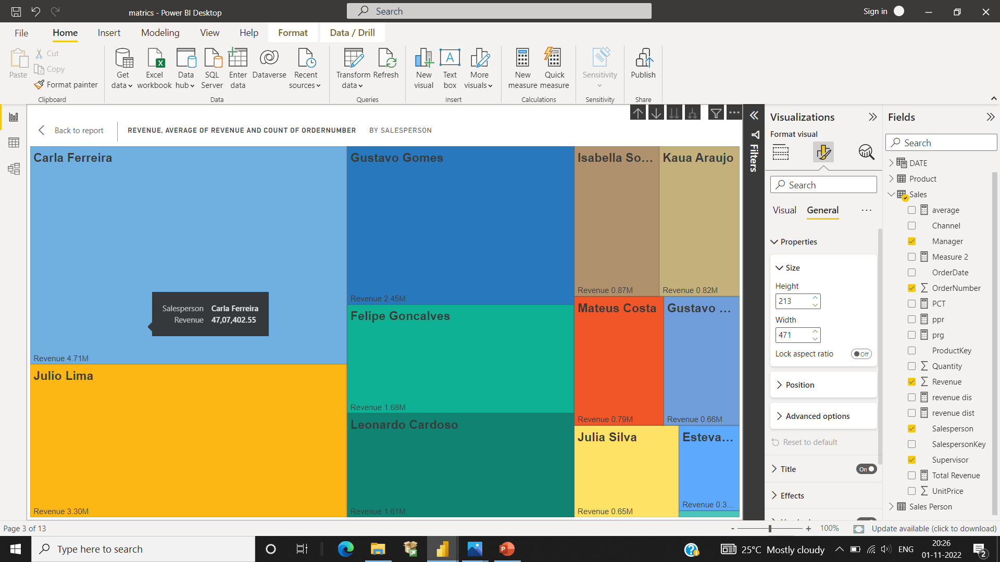 matrics - Power BI Desktop
Search
Sign in
File
Home
Insert
Modeling
View
Help
Format
Data / Drill
Paste
Cut
Copy
Format painter
Clipboard
Get data
Excel workbook
Data hub
SQL Server
Enter data
Dataverse
Recent sources
Data
Transform data
Refresh
Queries
New visual
Text box
More visuals
Insert
New measure
Quick measure
Calculations
Sensitivity
Sensitivity
Publish
Share
Back to report
REVENUE, AVERAGE OF REVENUE AND COUNT OF ORDERNUMBER BY SALESPERSON
Carla Ferreira
Salesperson Carla Ferreira
Revenue 47,07,402.55
Revenue 4.71M
Julio Lima
Revenue 3.30M
Gustavo Gomes
Revenue 2.45M
Felipe Goncalves
Revenue 1.68M
Leonardo Cardoso
Revenue 1.61M
Isabella So...
Revenue 0.87M
Kaua Araujo
Revenue 0.82M
Mateus Costa
Revenue 0.79M
Gustavo ...
Revenue 0.66M
Julia Silva
Revenue 0.65M
Esteva...
Revenue 0.3...
Filters
Visualizations
Format visual
Search
Visual
General
Properties
Size
Height
213
Width
471
Lock aspect ratio
Off
Position
Advanced options
Reset to default
Title
On
Effects
Fields
Search
DATE
Product
Sales
average
Channel
Manager
Measure 2
OrderDate
OrderNumber
PCT
ppr
prg
ProductKey
Quantity
Revenue
revenue dis
revenue dist
Salesperson
SalespersonKey
Supervisor
Total Revenue
UnitPrice
Sales Person
Page 3 of 13
- + 100%
Update available (click to download)
Type here to search
25°C Mostly cloudy
ENG
20:26
01-11-2022
2